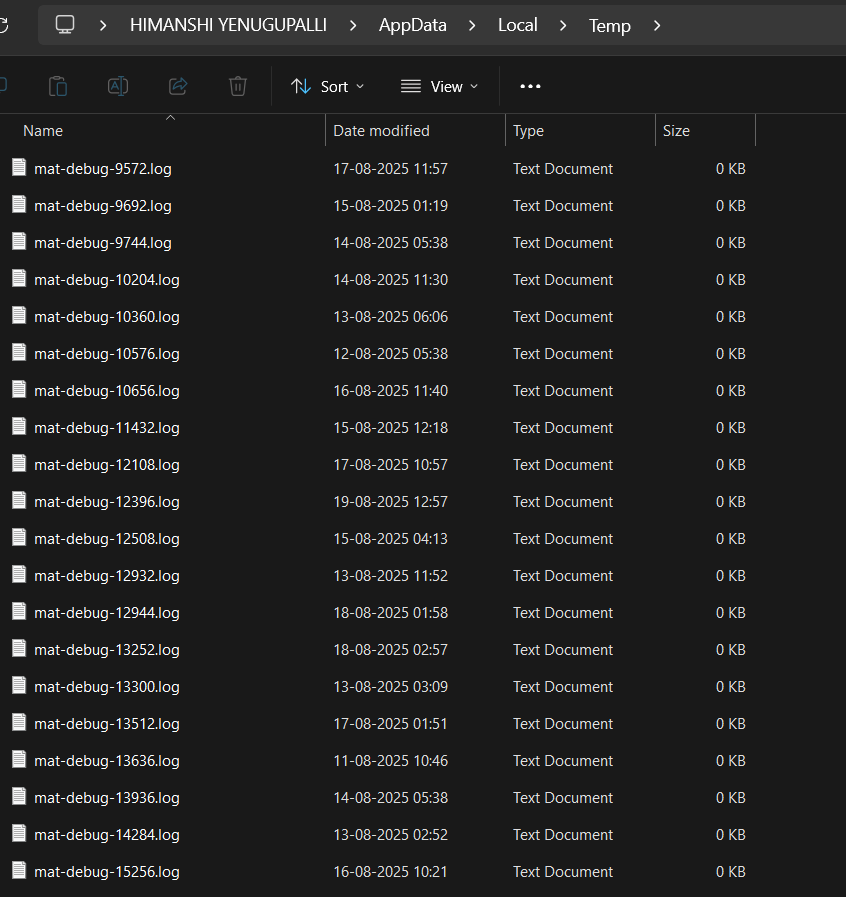 HIMANSHI YENUGUPALLI > AppData > Local > Temp >
Sort View
Name Date modified Type Size
mat-debug-9572.log 17-08-2025 11:57 Text Document 0 KB
mat-debug-9692.log 15-08-2025 01:19 Text Document 0 KB
mat-debug-9744.log 14-08-2025 05:38 Text Document 0 KB
mat-debug-10204.log 14-08-2025 11:30 Text Document 0 KB
mat-debug-10360.log 13-08-2025 06:06 Text Document 0 KB
mat-debug-10576.log 12-08-2025 05:38 Text Document 0 KB
mat-debug-10656.log 16-08-2025 11:40 Text Document 0 KB
mat-debug-11432.log 15-08-2025 12:18 Text Document 0 KB
mat-debug-12108.log 17-08-2025 10:57 Text Document 0 KB
mat-debug-12396.log 19-08-2025 12:57 Text Document 0 KB
mat-debug-12508.log 15-08-2025 04:13 Text Document 0 KB
mat-debug-12932.log 13-08-2025 11:52 Text Document 0 KB
mat-debug-12944.log 18-08-2025 01:58 Text Document 0 KB
mat-debug-13252.log 18-08-2025 02:57 Text Document 0 KB
mat-debug-13300.log 13-08-2025 03:09 Text Document 0 KB
mat-debug-13512.log 17-08-2025 01:51 Text Document 0 KB
mat-debug-13636.log 11-08-2025 10:46 Text Document 0 KB
mat-debug-13936.log 14-08-2025 05:38 Text Document 0 KB
mat-debug-14284.log 13-08-2025 02:52 Text Document 0 KB
mat-debug-15256.log 16-08-2025 10:21 Text Document 0 KB